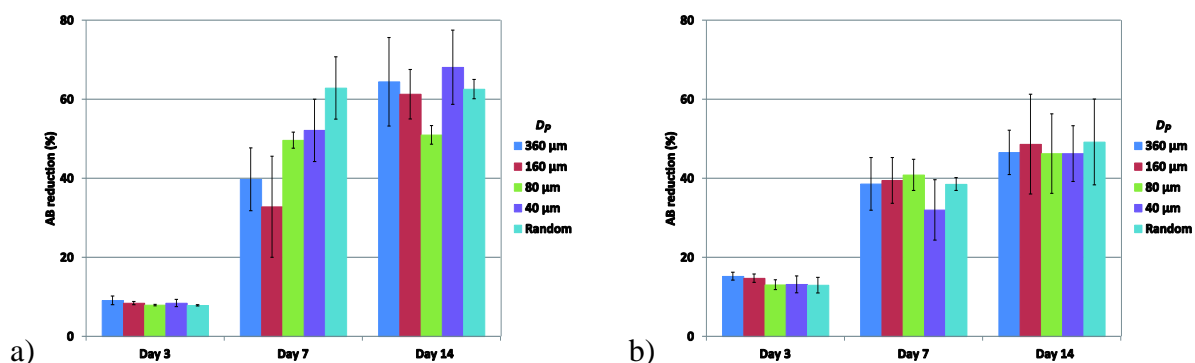 80
60
40
20
0
AB reduction (%)
Day 3
Day 7
Day 14
D_P
360 µm
160 µm
80 µm
40 µm
Random
a)
80
60
40
20
0
AB reduction (%)
Day 3
Day 7
Day 14
D_P
360 µm
160 µm
80 µm
40 µm
Random
b)